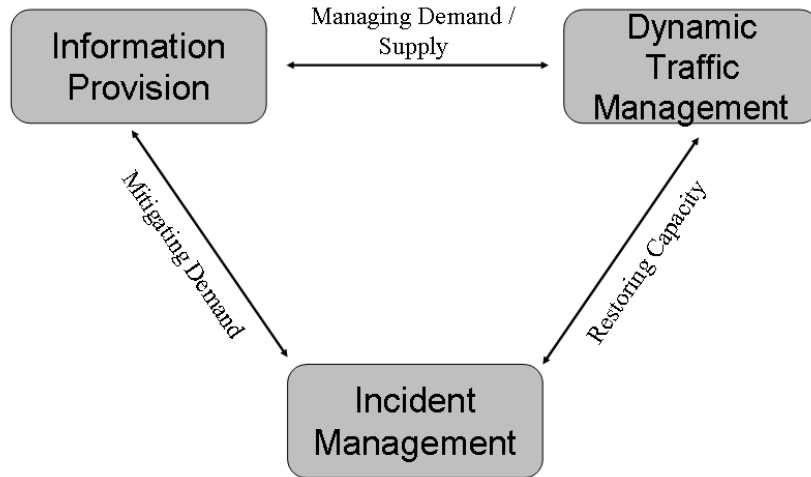 Information
Provision
Managing Demand /
Supply
Dynamic
Traffic
Management
Mitigating Demand
Restoring Capacity
Incident
Management